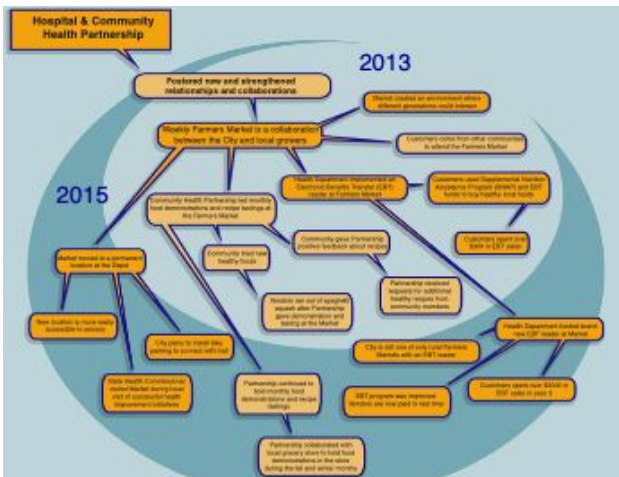 Hospital & Community
Health Partnership
2013
Fostered new and strengthened
relationships and collaborations
Market created an environment where
different generations could interact
Weekly Farmers Market is a collaboration
between the City and local growers
Customers come from other communities
to attend the Farmers Market
Health Department implemented an
Electronic Benefits Transfer (EBT)
reader at Farmers Market
Customers used Supplemental Nutrition
Assistance Program (SNAP) and EBT
funds to buy healthy local foods
2015
Community Health Partnership led monthly
food demonstrations and recipe tastings at
the Farmers Market
Customers spent over
in EBT sales
Community gave Partnership
positive feedback about recipes
Market moved to a permanent
location at the Depot
Community tried new
healthy foods
Partnership received
requests for additional
healthy recipes from
community members
Vendors ran out of spaghetti
squash after Partnership
gave demonstration and
tasting at the Market
New location is more easily
accessible to seniors
Health Department funded brand
new EBT reader at Market
City plans to install bike
parking to connect with trail
City is still one of only rural Farmers
Markets with an EBT reader
State Health Commissioner
visited Market during
visit of successful health
improvement initiatives
Partnership continued to
hold monthly food
demonstrations and recipe
tastings
Customers spent over
EBT sales in year 2
EBT program was improved
Vendors are now paid in real time
Partnership collaborated with
local grocery store to hold food
demonstrations in the store
during the fall and winter months